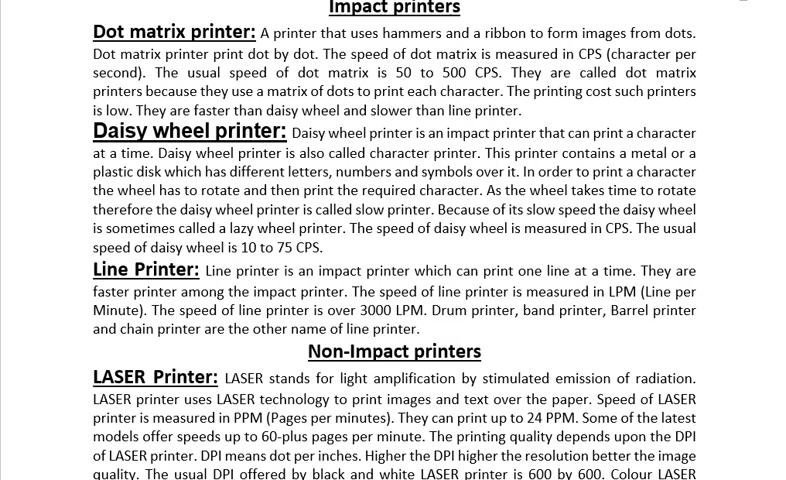 Impact printers
Dot matrix printer: A printer that uses hammers and a ribbon to form images from dots.
Dot matrix printer print dot by dot. The speed of dot matrix is measured in CPS (character per
second). The usual speed of dot matrix is 50 to 500 CPS. They are called dot matrix
printers because they use a matrix of dots to print each character. The printing cost such printers
is low. They are faster than daisy wheel and slower than line printer.
Daisy wheel printer: Daisy wheel printer is an impact printer that can print a character
at a time. Daisy wheel printer is also called character printer. This printer contains a metal or a
plastic disk which has different letters, numbers and symbols over it. In order to print a character
the wheel has to rotate and then print the required character. As the wheel takes time to rotate
therefore the daisy wheel printer is called slow printer. Because of its slow speed the daisy wheel
is sometimes called a lazy wheel printer. The speed of daisy wheel is measured in CPS. The usual
speed of daisy wheel is 10 to 75 CPS.
Line Printer: Line printer is an impact printer which can print one line at a time. They are
faster printer among the impact printer. The speed of line printer is measured in LPM (Line per
Minute). The speed of line printer is over 3000 LPM. Drum printer, band printer, Barrel printer
and chain printer are the other name of line printer.
Non-Impact printers
LASER Printer: LASER stands for light amplification by stimulated emission of radiation.
LASER printer uses LASER technology to print images and text over the paper. Speed of LASER
printer is measured in PPM (Pages per minutes). They can print up to 24 PPM. Some of the latest
models offer speeds up to 60-plus pages per minute. The printing quality depends upon the DPI
of LASER printer. DPI means dot per inches. Higher the DPI higher the resolution better the image
quality. The usual DPI offered by black and white LASER printer is 600 by 600. Colour LASER